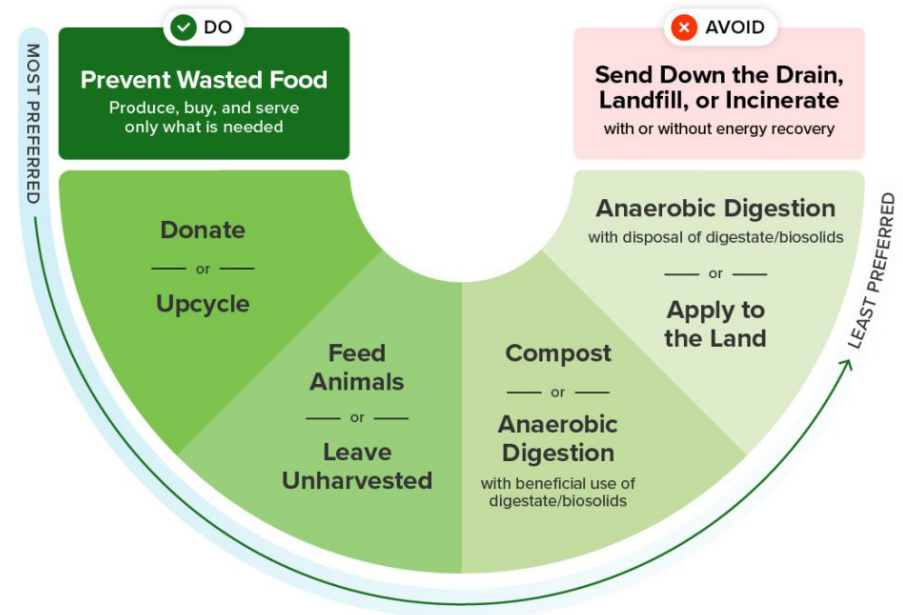 DO
Prevent Wasted Food
Produce, buy, and serve
only what is needed
AVOID
Send Down the Drain,
Landfill, or Incinerate
with or without energy recovery
MOST PREFERRED
Donate
or
Upcycle
Feed
Animals
or
Leave
Unharvested
Compost
or
Anaerobic
Digestion
with beneficial use of
digestate/biosolids
Anaerobic Digestion
with disposal of digestate/biosolids
or
Apply to
the Land
LEAST PREFERRED